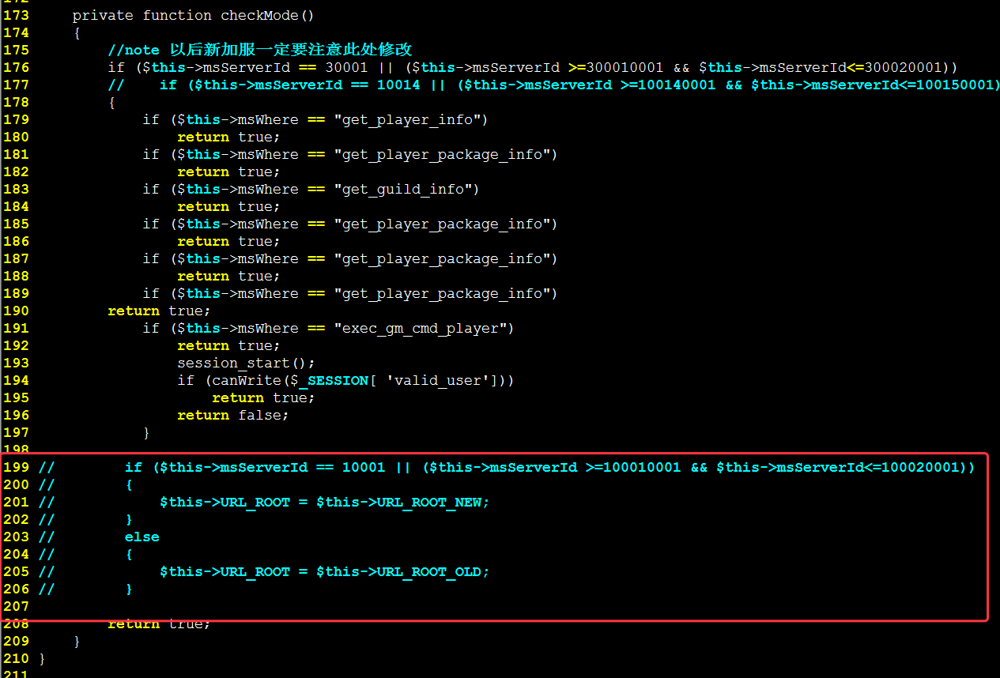 172
173     private function checkMode()
174     {
175         //note 以后新加服一定要注意此处修改
176         if ($this->msServerId == 30001 || ($this->msServerId >=300010001 && $this->msServerId<=300020001))
177         //    if ($this->msServerId == 10014 || ($this->msServerId >=100140001 && $this->msServerId<=100150001)
178         {
179             if ($this->msWhere == "get_player_info")
180                 return true;
181             if ($this->msWhere == "get_player_package_info")
182                 return true;
183             if ($this->msWhere == "get_guild_info")
184                 return true;
185             if ($this->msWhere == "get_player_package_info")
186                 return true;
187             if ($this->msWhere == "get_player_package_info")
188                 return true;
189             if ($this->msWhere == "get_player_package_info")
190         return true;
191             if ($this->msWhere == "exec_gm_cmd_player")
192                 return true;
193                 session_start();
194                 if (canWrite($_SESSION[ 'valid_user']))
195                     return true;
196                 return false;
197             }
198
199 //        if ($this->msServerId == 10001 || ($this->msServerId >=100010001 && $this->msServerId<=100020001))
200 //        {
201 //            $this->URL_ROOT = $this->URL_ROOT_NEW;
202 //        }
203 //        else
204 //        {
205 //            $this->URL_ROOT = $this->URL_ROOT_OLD;
206 //        }
207
208         return true;
209     }
210 }
211